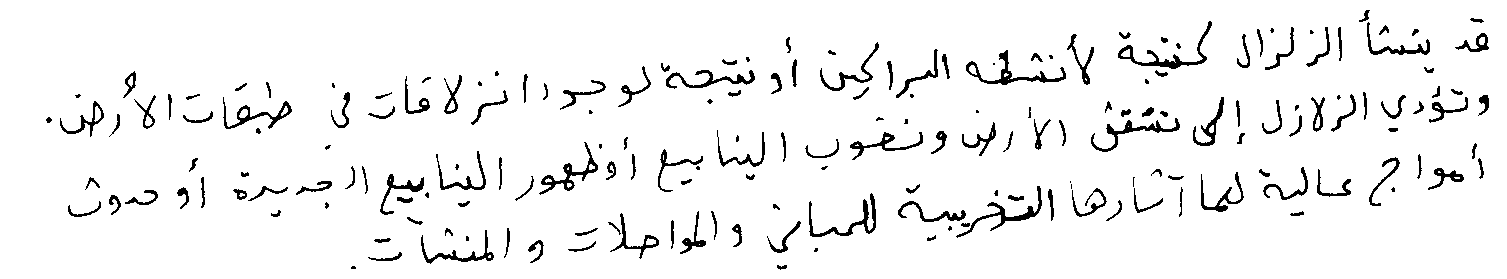 قد ينشأ الزلزال كنتيجة لأنشطه البراكين أو نتيجة لوجود انزلاقات في طبقات الأرض.
وتؤدي الزلازل إلى تشقق الأرض ونضوب الينابيع أو ظهور الينابيع الجديدة أو حدوث
أمواج عالية لها آثارها التخريبية للمباني والمواصلات والمنشآت.